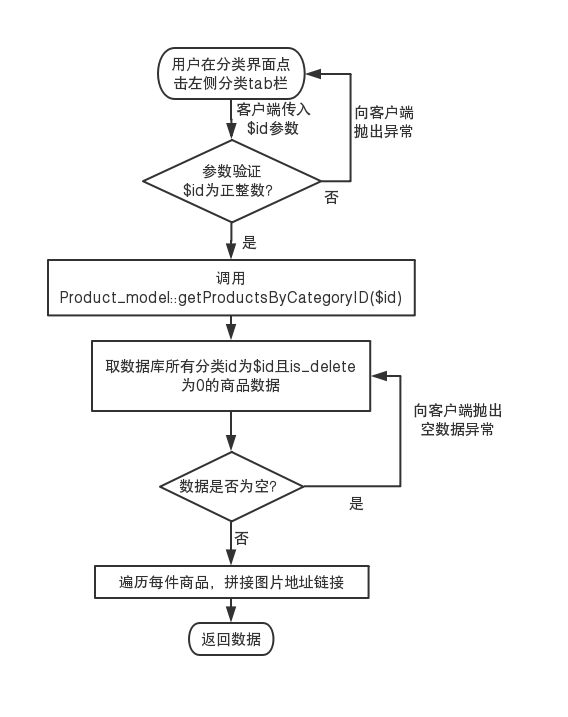 用户在分类界面点
击左侧分类tab栏
客户端传入
$id参数
向客户端
抛出异常
参数验证
$id为正整数?
否
是
调用
Product_model::getProductsByCategoryID($id)
取数据库所有分类id为$id且is_delete
为0的商品数据
向客户端抛出
空数据异常
数据是否为空?
是
否
遍历每件商品，拼接图片地址链接
返回数据